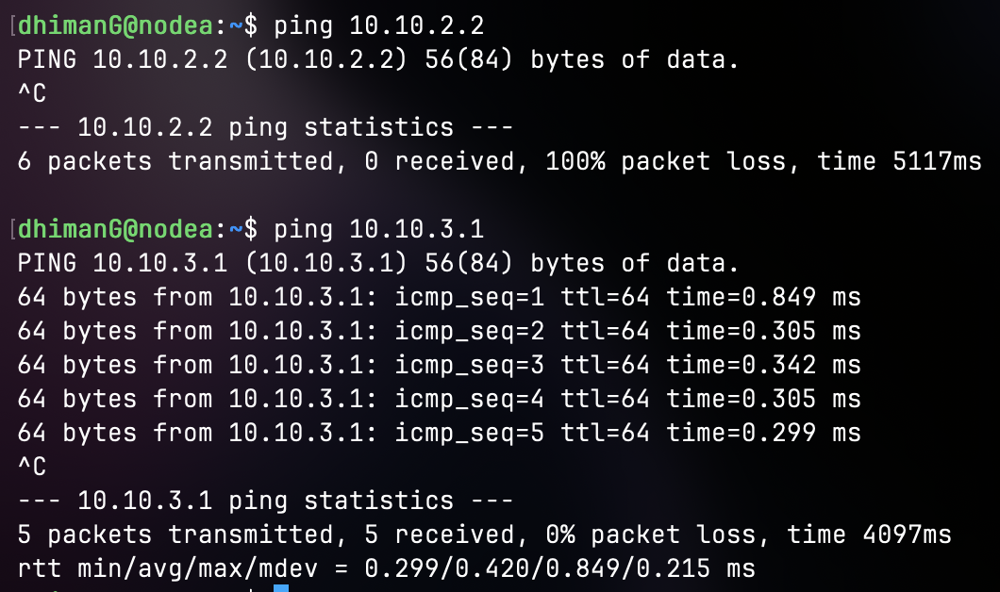 [dhimanG@nodea:~$ ping 10.10.2.2
PING 10.10.2.2 (10.10.2.2) 56(84) bytes of data.
^C
--- 10.10.2.2 ping statistics ---
6 packets transmitted, 0 received, 100% packet loss, time 5117ms
[dhimanG@nodea:~$ ping 10.10.3.1
PING 10.10.3.1 (10.10.3.1) 56(84) bytes of data.
64 bytes from 10.10.3.1: icmp_seq=1 ttl=64 time=0.849 ms
64 bytes from 10.10.3.1: icmp_seq=2 ttl=64 time=0.305 ms
64 bytes from 10.10.3.1: icmp_seq=3 ttl=64 time=0.342 ms
64 bytes from 10.10.3.1: icmp_seq=4 ttl=64 time=0.305 ms
64 bytes from 10.10.3.1: icmp_seq=5 ttl=64 time=0.299 ms
^C
--- 10.10.3.1 ping statistics ---
5 packets transmitted, 5 received, 0% packet loss, time 4097ms
rtt min/avg/max/mdev = 0.299/0.420/0.849/0.215 ms